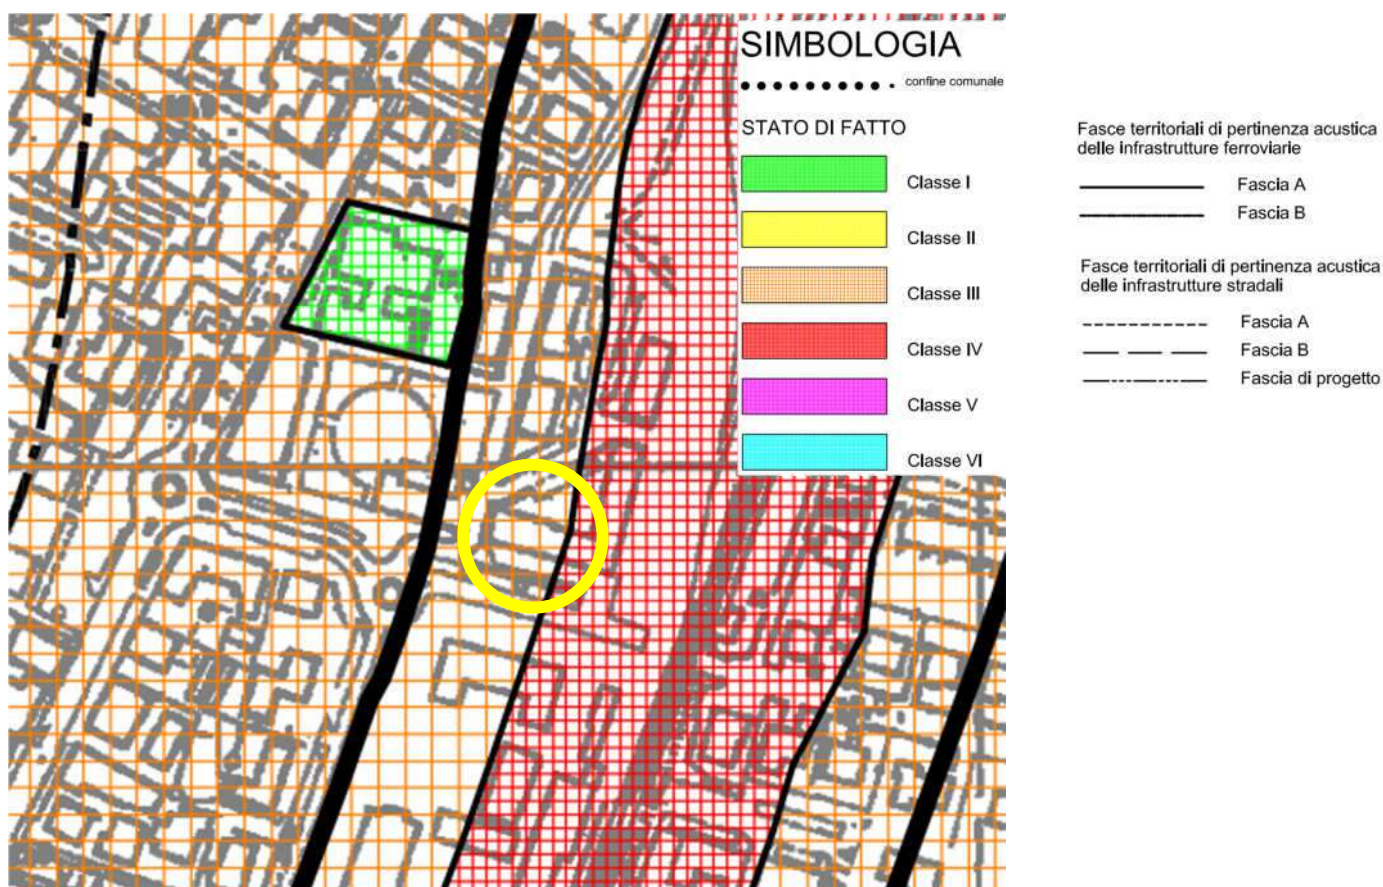 SIMBOLOGIA
confine comunale
STATO DI FATTO
Classe I
Classe II
Classe III
Classe IV
Classe V
Classe VI
Fasce territoriali di pertinenza acustica
delle infrastrutture ferroviarie
Fascia A
Fascia B
Fasce territoriali di pertinenza acustica
delle infrastrutture stradali
Fascia A
Fascia B
Fascia di progetto